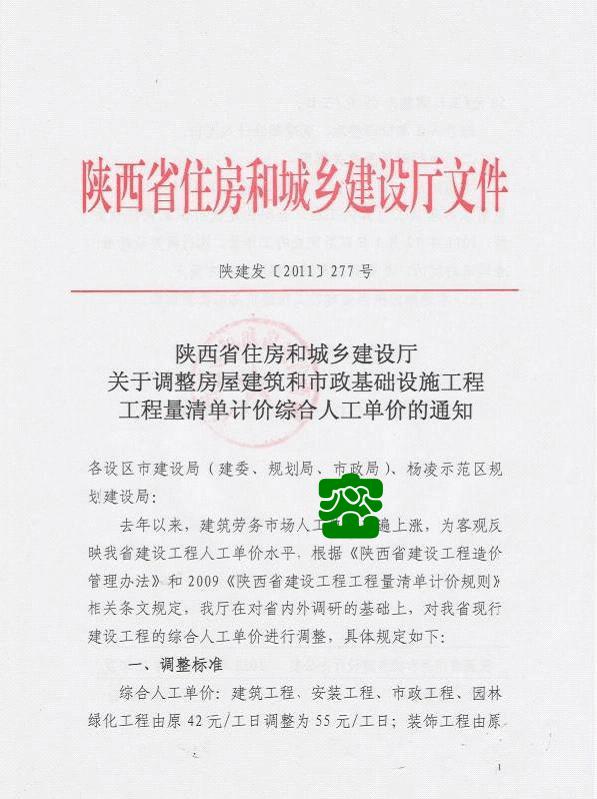 陕西省住房和城乡建设厅文件
陕建发〔2011〕277号
陕西省住房和城乡建设厅
关于调整房屋建筑和市政基础设施工程
工程量清单计价综合人工单价的通知
各设区市建设局（建委、规划局、市政局）、杨凌示范区规
划建设局：
去年以来，建筑劳务市场人工 遍上涨，为客观反
映我省建设工程人工单价水平，根据《陕西省建设工程造价
管理办法》和2009《陕西省建设工程工程量清单计价规则》
相关条文规定，我厅在对省内外调研的基础上，对我省现行
建设工程的综合人工单价进行调整，具体规定如下：
一、调整标准
综合人工单价：建筑工程、安装工程、市政工程、园林
绿化工程由原42元/工日调整为55元/工日；装饰工程由原
1